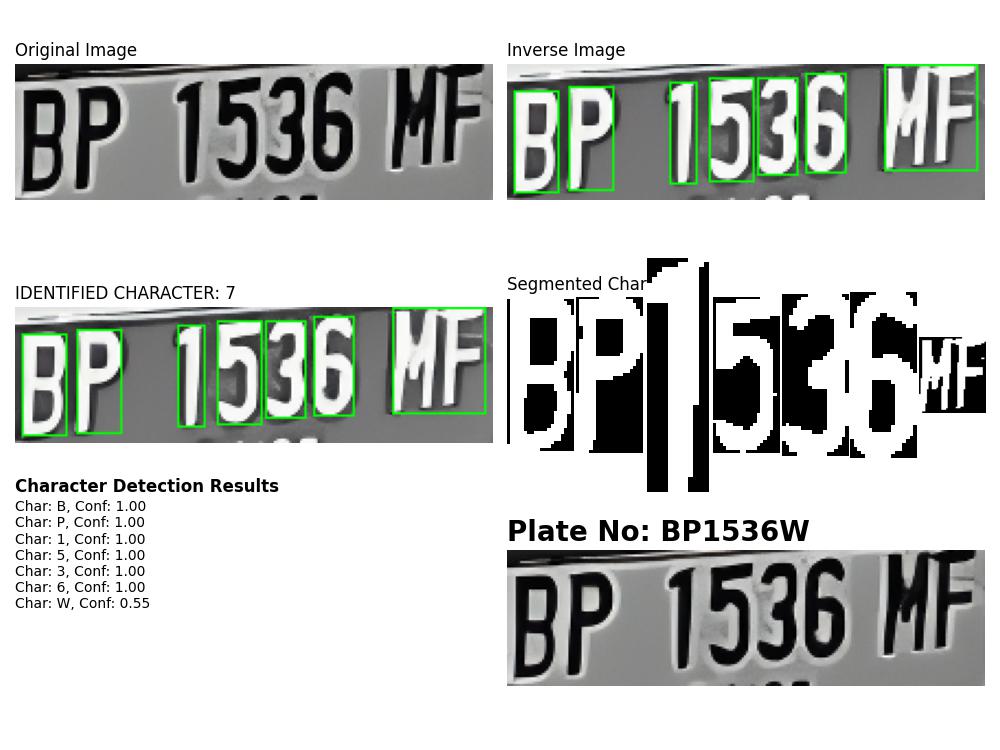 Original Image
BP 1536 MF
Inverse Image
BP 1536 MF
IDENTIFIED CHARACTER: 7
BP 1536 MF
Segmented Char
BP1536MF
Character Detection Results
Char: B, Conf: 1.00
Char: P, Conf: 1.00
Char: 1, Conf: 1.00
Char: 5, Conf: 1.00
Char: 3, Conf: 1.00
Char: 6, Conf: 1.00
Char: W, Conf: 0.55
Plate No: BP1536W
BP 1536 MF